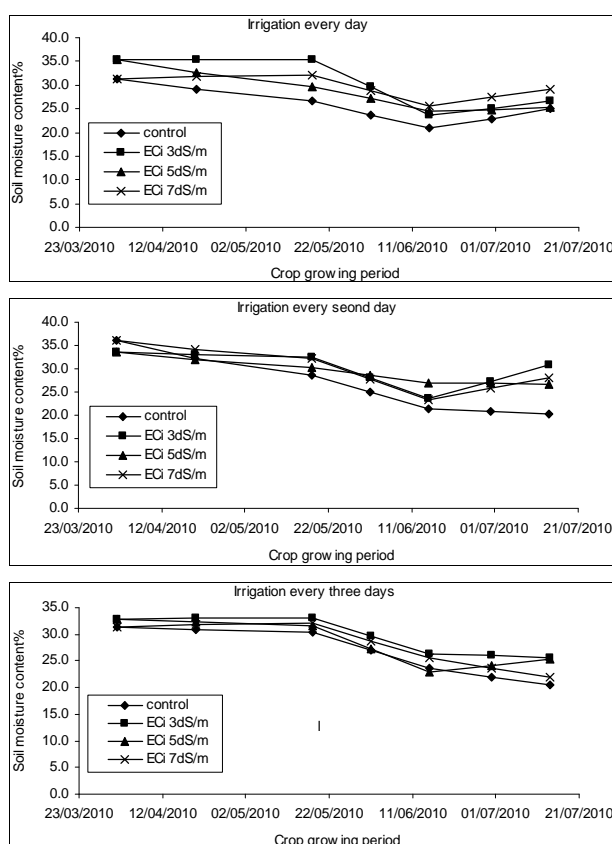 Irrigation every day
Soil moisture content%
40.0
35.0
30.0
25.0
20.0
15.0
10.0
5.0
0.0
control
ECi 3dS/m
ECi 5dS/m
ECi 7dS/m
23/03/2010 12/04/2010 02/05/2010 22/05/2010 11/06/2010 01/07/2010 21/07/2010
Crop growing period
Irrigation every seond day
Soil moisture content%
40.0
35.0
30.0
25.0
20.0
15.0
10.0
5.0
0.0
control
ECi 3dS/m
ECi 5dS/m
ECi 7dS/m
23/03/2010 12/04/2010 02/05/2010 22/05/2010 11/06/2010 01/07/2010 21/07/2010
Crop growing period
Irrigation every three days
Soil moisture content%
35.0
30.0
25.0
20.0
15.0
10.0
5.0
0.0
control
ECi 3dS/m
ECi 5dS/m
ECi 7dS/m
I
23/03/2010 12/04/2010 02/05/2010 22/05/2010 11/06/2010 01/07/2010 21/07/2010
Crop growing period